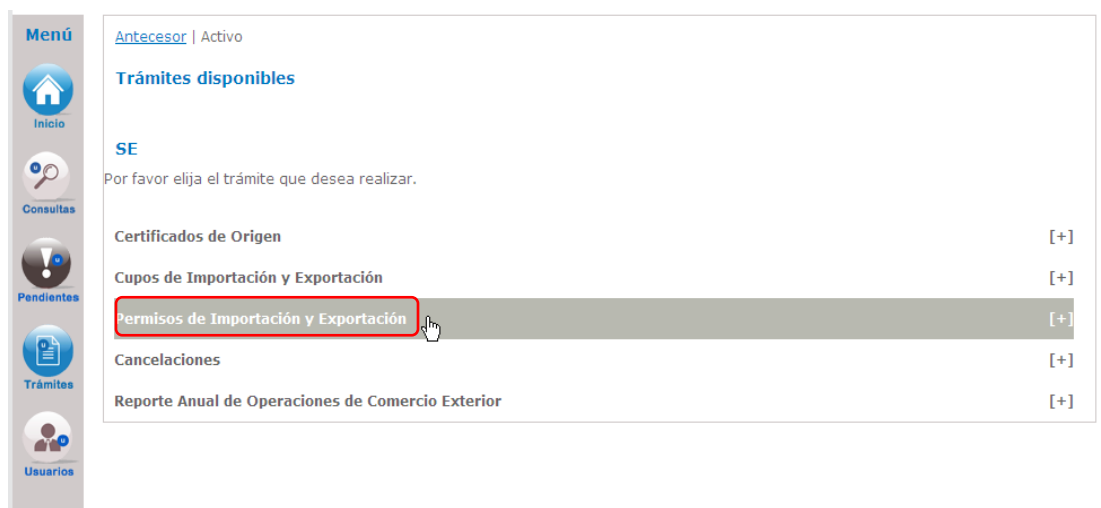 Menú
Inicio
Consultas
Pendientes
Trámites
Usuarios
Antecesor | Activo
Trámites disponibles
SE
Por favor elija el trámite que desea realizar.
Certificados de Origen [+]
Cupos de Importación y Exportación [+]
Permisos de Importación y Exportación [+]
Cancelaciones [+]
Reporte Anual de Operaciones de Comercio Exterior [+]